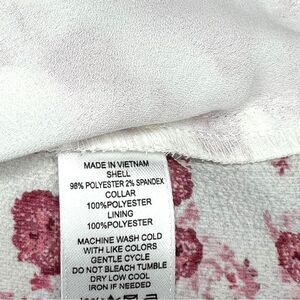 MADE IN VIETNAM
SHELL
98% POLYESTER 2% SPANDEX
COLLAR
100%POLYESTER
LINING
100%POLYESTER
MACHINE WASH COLD
WITH LIKE COLORS
GENTLE CYCLE
DO NOT BLEACH TUMBLE
DRY LOW COOL
IRON IF NEEDED